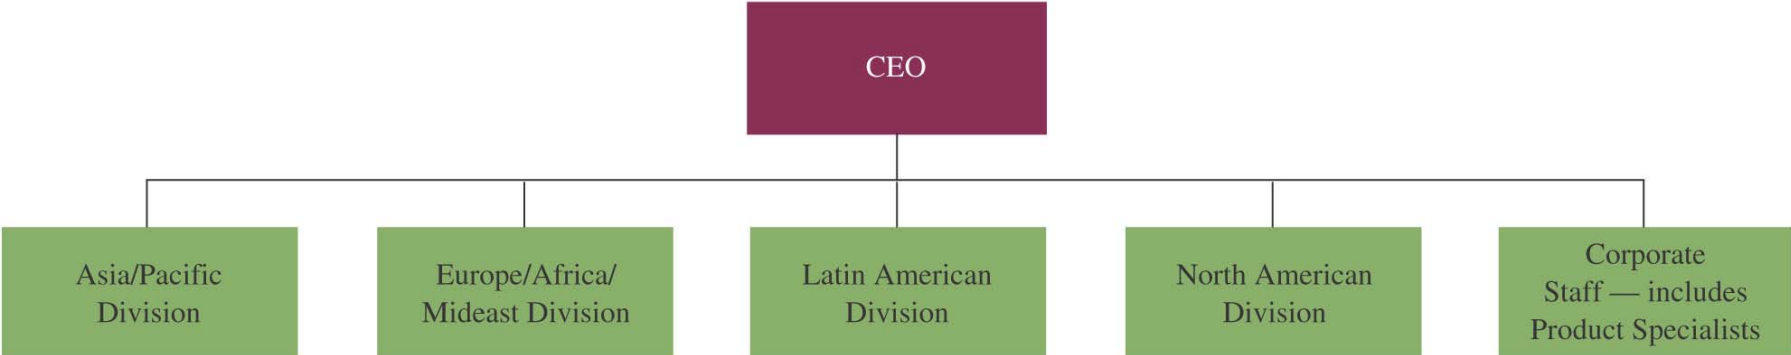 CEO
Asia/Pacific
Division
Europe/Africa/
Mideast Division
Latin American
Division
North American
Division
Corporate
Staff — includes
Product Specialists